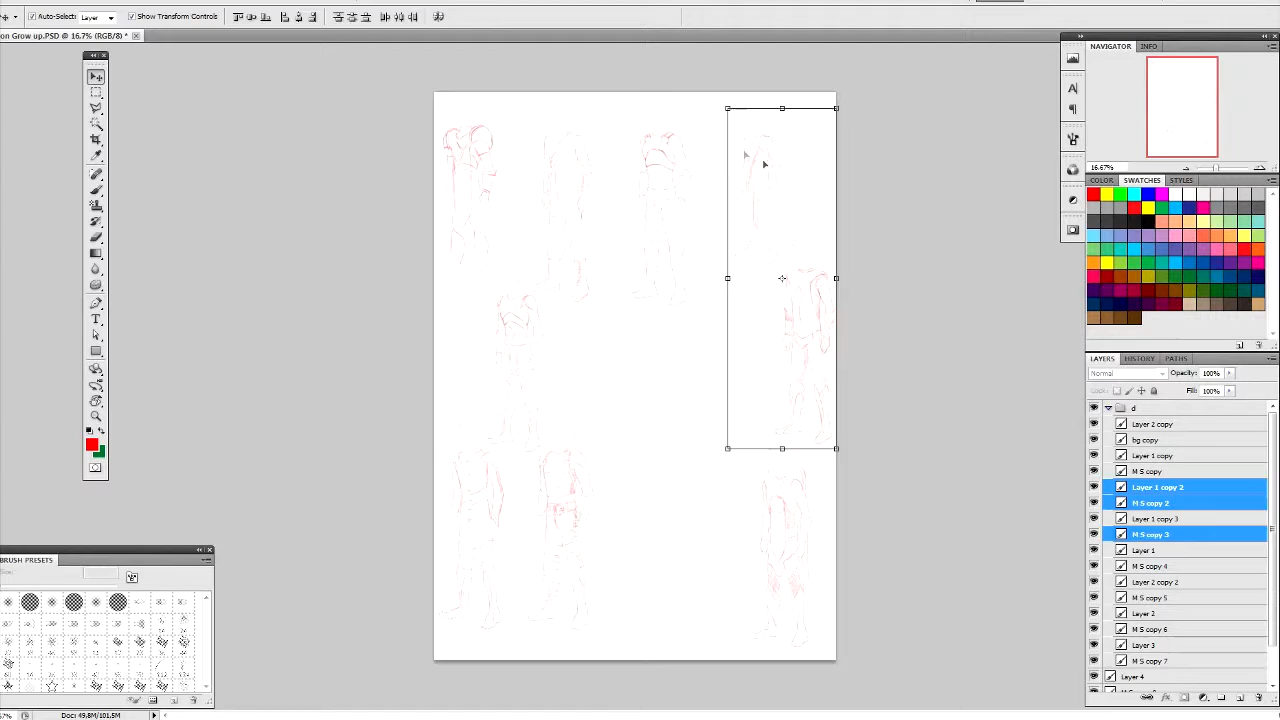 Auto-Select: Layer Show Transform Controls
on Grow up.PSD @ 16.7% (RGB/8) *
NAVIGATOR INFO
16.67%
COLOR SWATCHES STYLES
LAYERS HISTORY PATHS
Normal Opacity: 100%
Lock: Fill: 100%
d
Layer 2 copy
bg copy
Layer 1 copy
M S copy
Layer 1 copy 2
M S copy 2
Layer 1 copy 3
M S copy 3
Layer 1
M S copy 4
Layer 2 copy 2
M S copy 5
Layer 2
M S copy 6
Layer 3
M S copy 7
Layer 4
BRUSH PRESETS
Size:
Doc: 49,8M/101,5M